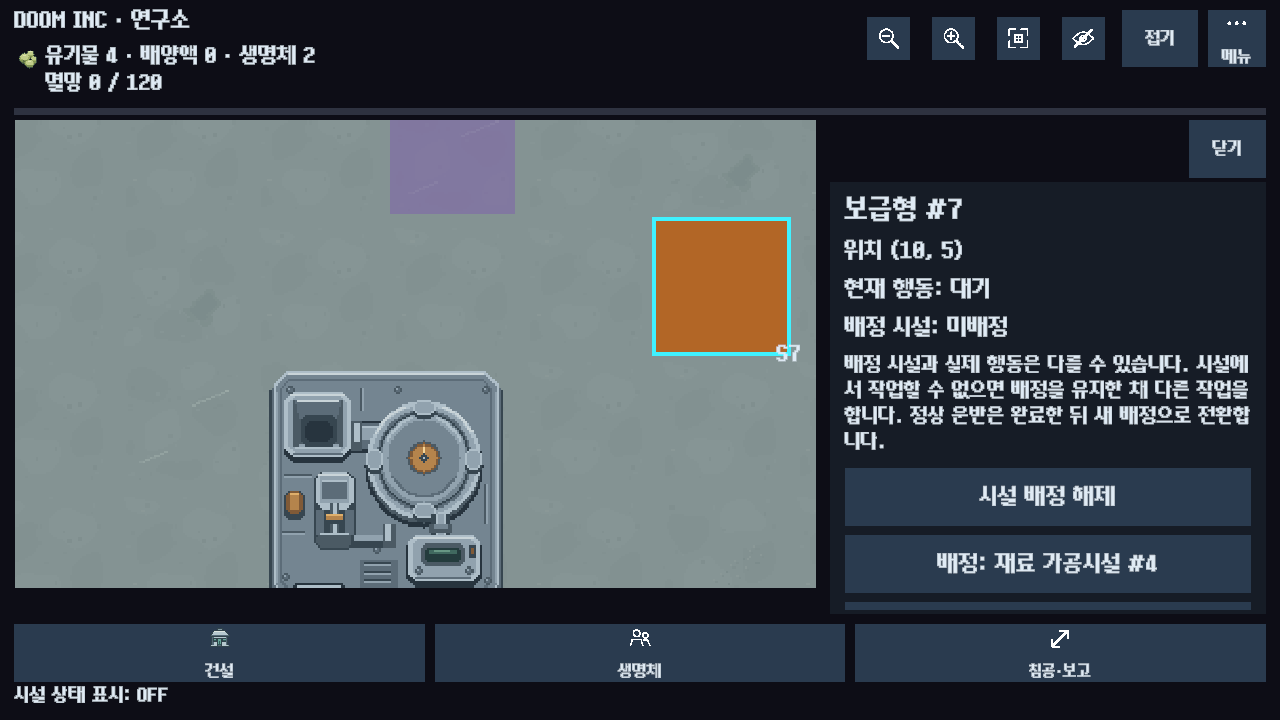 DOOM INC · 연구소
유기물 4 · 배양액 0 · 생명체 2
멸망 0 / 120
접기
메뉴
닫기
S7
보급형 #7
위치 (10, 5)
현재 행동: 대기
배정 시설: 미배정
배정 시설과 실제 행동은 다를 수 있습니다. 시설에
서 작업할 수 없으면 배정을 유지한 채 다른 작업을
합니다. 정상 운반은 완료한 뒤 새 배정으로 전환합
니다.
시설 배정 해제
배정: 재료 가공시설 #4
건설
생명체
침공·보고
시설 상태 표시: OFF